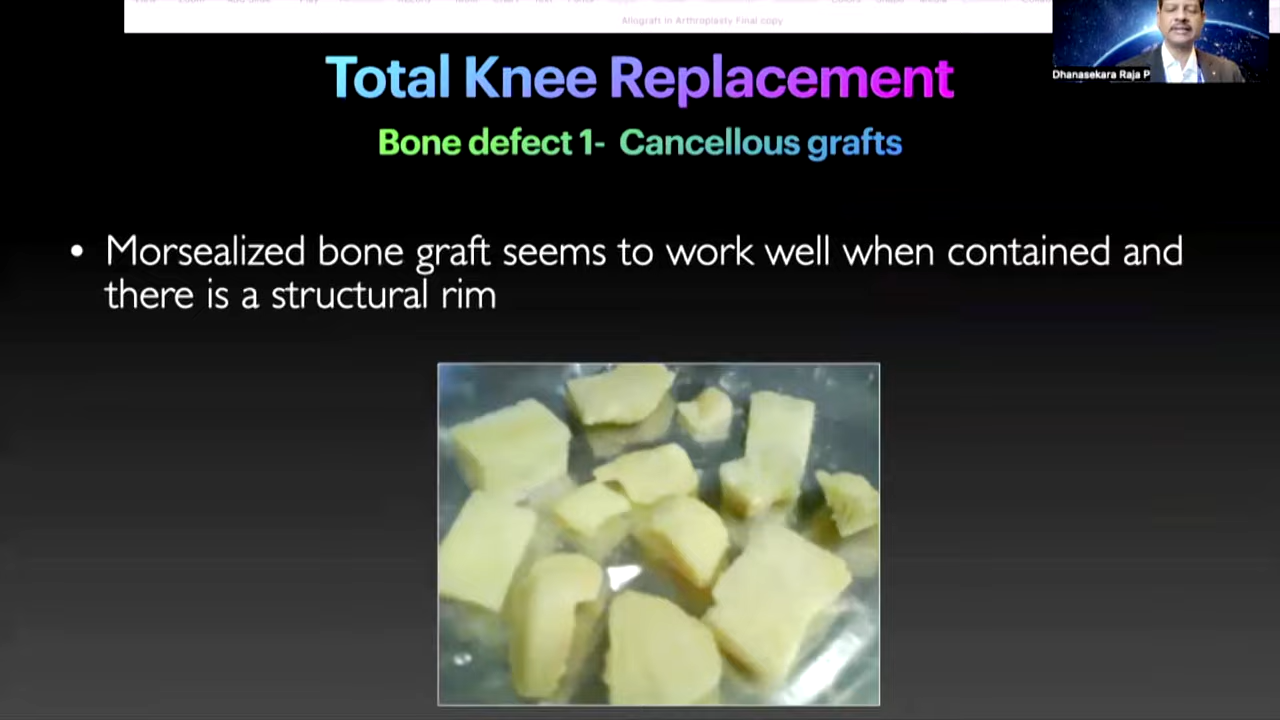 Allograft in Arthroplasty Final copy
Dhanasekara Raja P
Total Knee Replacement
Bone defect 1- Cancellous grafts
• Morsealized bone graft seems to work well when contained and
there is a structural rim